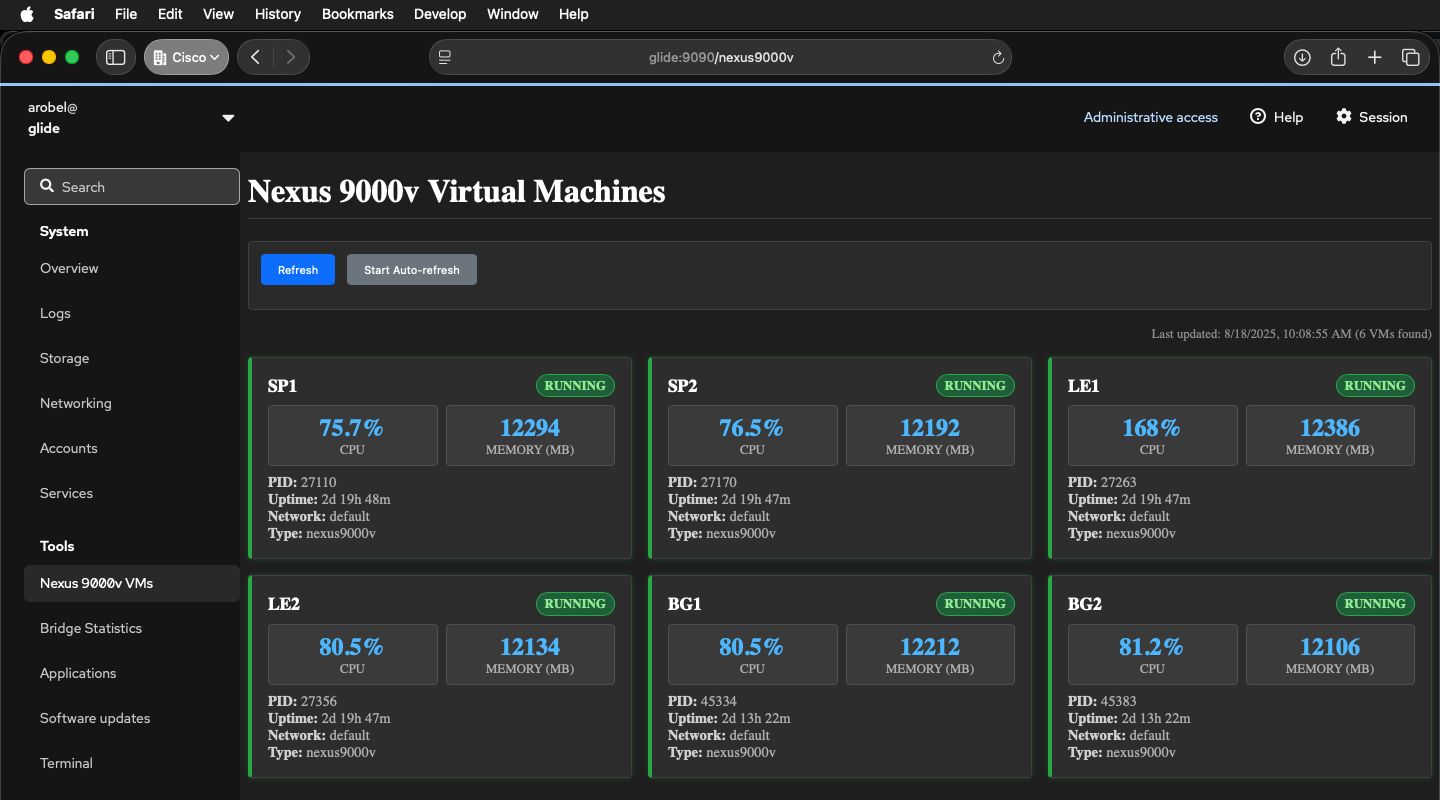 Safari File Edit View History Bookmarks Develop Window Help
Cisco glide:9090/nexus9000v
arobel@
glide
Administrative access Help Session
Search
System
Overview
Logs
Storage
Networking
Accounts
Services
Tools
Nexus 9000v VMs
Bridge Statistics
Applications
Software updates
Terminal
Nexus 9000v Virtual Machines
Refresh Start Auto-refresh
Last updated: 8/18/2025, 10:08:55 AM (6 VMs found)
SP1 RUNNING
75.7% 12294
CPU MEMORY (MB)
PID: 27110
Uptime: 2d 19h 48m
Network: default
Type: nexus9000v
SP2 RUNNING
76.5% 12192
CPU MEMORY (MB)
PID: 27170
Uptime: 2d 19h 47m
Network: default
Type: nexus9000v
LE1 RUNNING
168% 12386
CPU MEMORY (MB)
PID: 27263
Uptime: 2d 19h 47m
Network: default
Type: nexus9000v
LE2 RUNNING
80.5% 12134
CPU MEMORY (MB)
PID: 27356
Uptime: 2d 19h 47m
Network: default
Type: nexus9000v
BG1 RUNNING
80.5% 12212
CPU MEMORY (MB)
PID: 45334
Uptime: 2d 13h 22m
Network: default
Type: nexus9000v
BG2 RUNNING
81.2% 12106
CPU MEMORY (MB)
PID: 45383
Uptime: 2d 13h 22m
Network: default
Type: nexus9000v